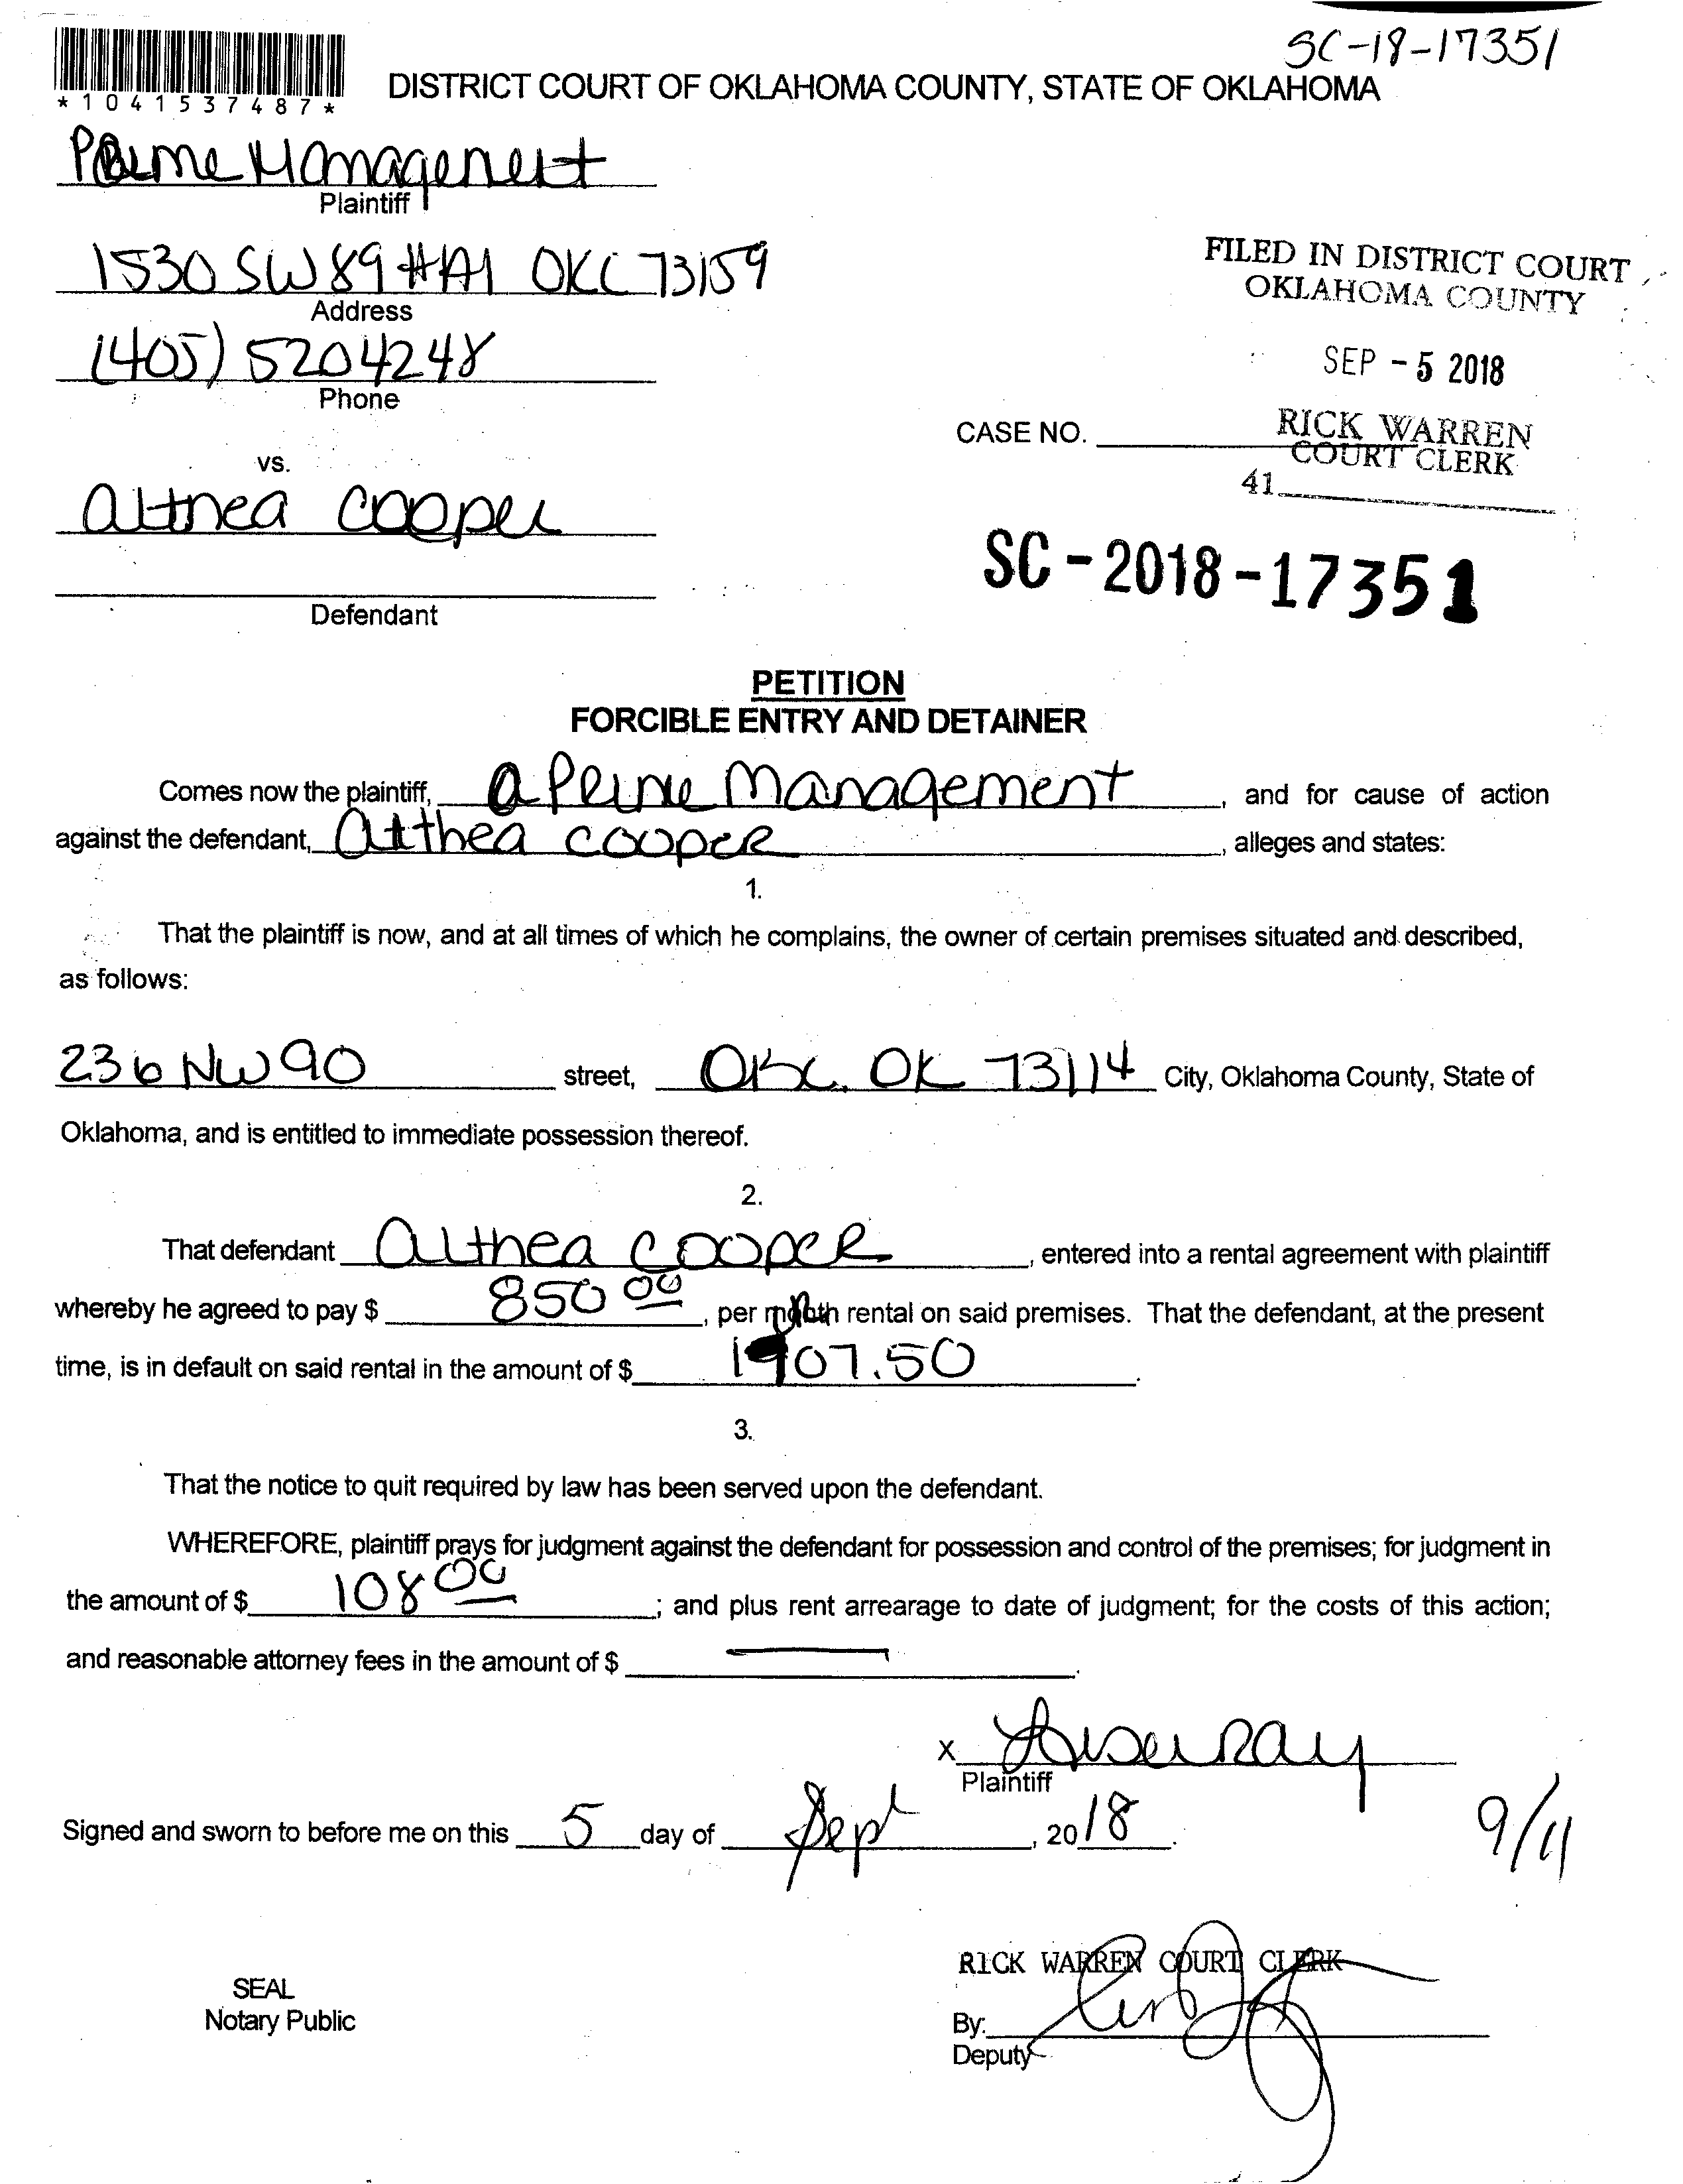 SC-18-17351
*1041537487*
DISTRICT COURT OF OKLAHOMA COUNTY, STATE OF OKLAHOMA
Prime Management
Plaintiff
1530 SW 89 #A1 OKC 73159
Address
(405) 5204248
Phone
FILED IN DISTRICT COURT
OKLAHOMA COUNTY
SEP - 5 2018
RICK WARREN
COURT CLERK
41
CASE NO.
vs.
Althea Cooper
Defendant
SC - 2018 - 17351
PETITION
FORCIBLE ENTRY AND DETAINER
Comes now the plaintiff, a Prime Management, and for cause of action
against the defendant, Althea Cooper, alleges and states:
1.
That the plaintiff is now, and at all times of which he complains, the owner of certain premises situated and described,
as follows:
236 NW 90 street, OKC. OK 73114 City, Oklahoma County, State of
Oklahoma, and is entitled to immediate possession thereof.
2.
That defendant Althea Cooper, entered into a rental agreement with plaintiff
whereby he agreed to pay $ 850 00, per month rental on said premises. That the defendant, at the present
time, is in default on said rental in the amount of $ 1907.50.
3.
That the notice to quit required by law has been served upon the defendant.
WHEREFORE, plaintiff prays for judgment against the defendant for possession and control of the premises; for judgment in
the amount of $ 108 00; and plus rent arrearage to date of judgment; for the costs of this action;
and reasonable attorney fees in the amount of $ —.
x
Plaintiff
Signed and sworn to before me on this 5 day of Sept, 2018.
9/11
RICK WARREN COURT CLERK
SEAL
Notary Public
By:
Deputy